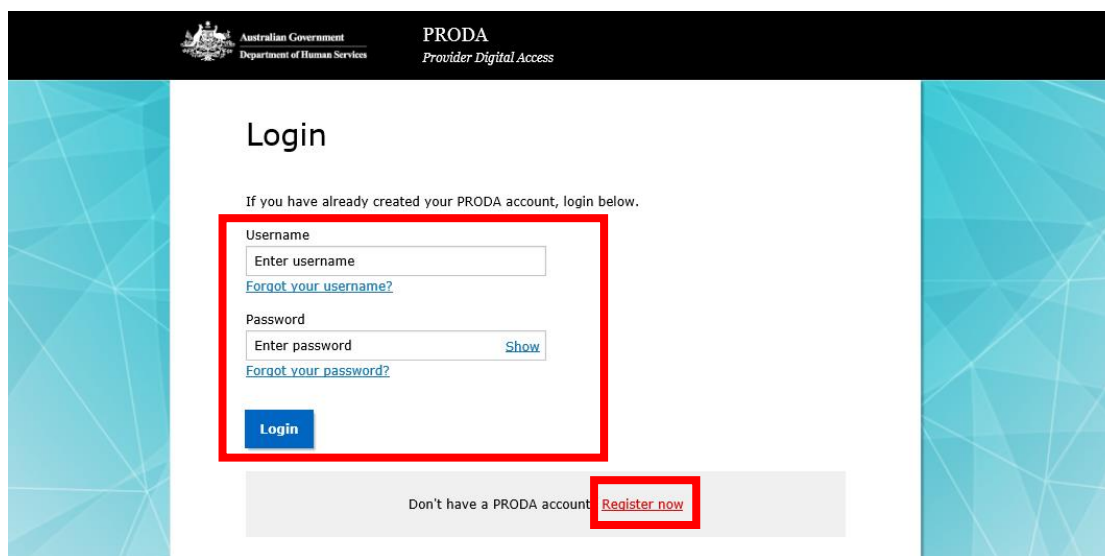 Australian Government
Department of Human Services
PRODA
Provider Digital Access
Login
If you have already created your PRODA account, login below.
Username
Enter username
Forgot your username?
Password
Enter password Show
Forgot your password?
Login
Don't have a PRODA account Register now